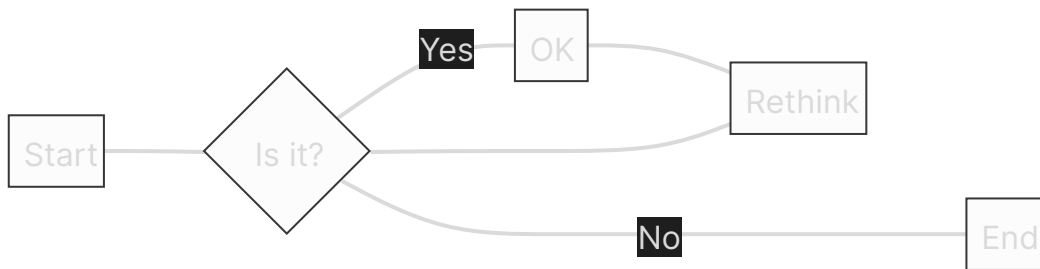 Start
Is it?
Yes
OK
Rethink
No
End